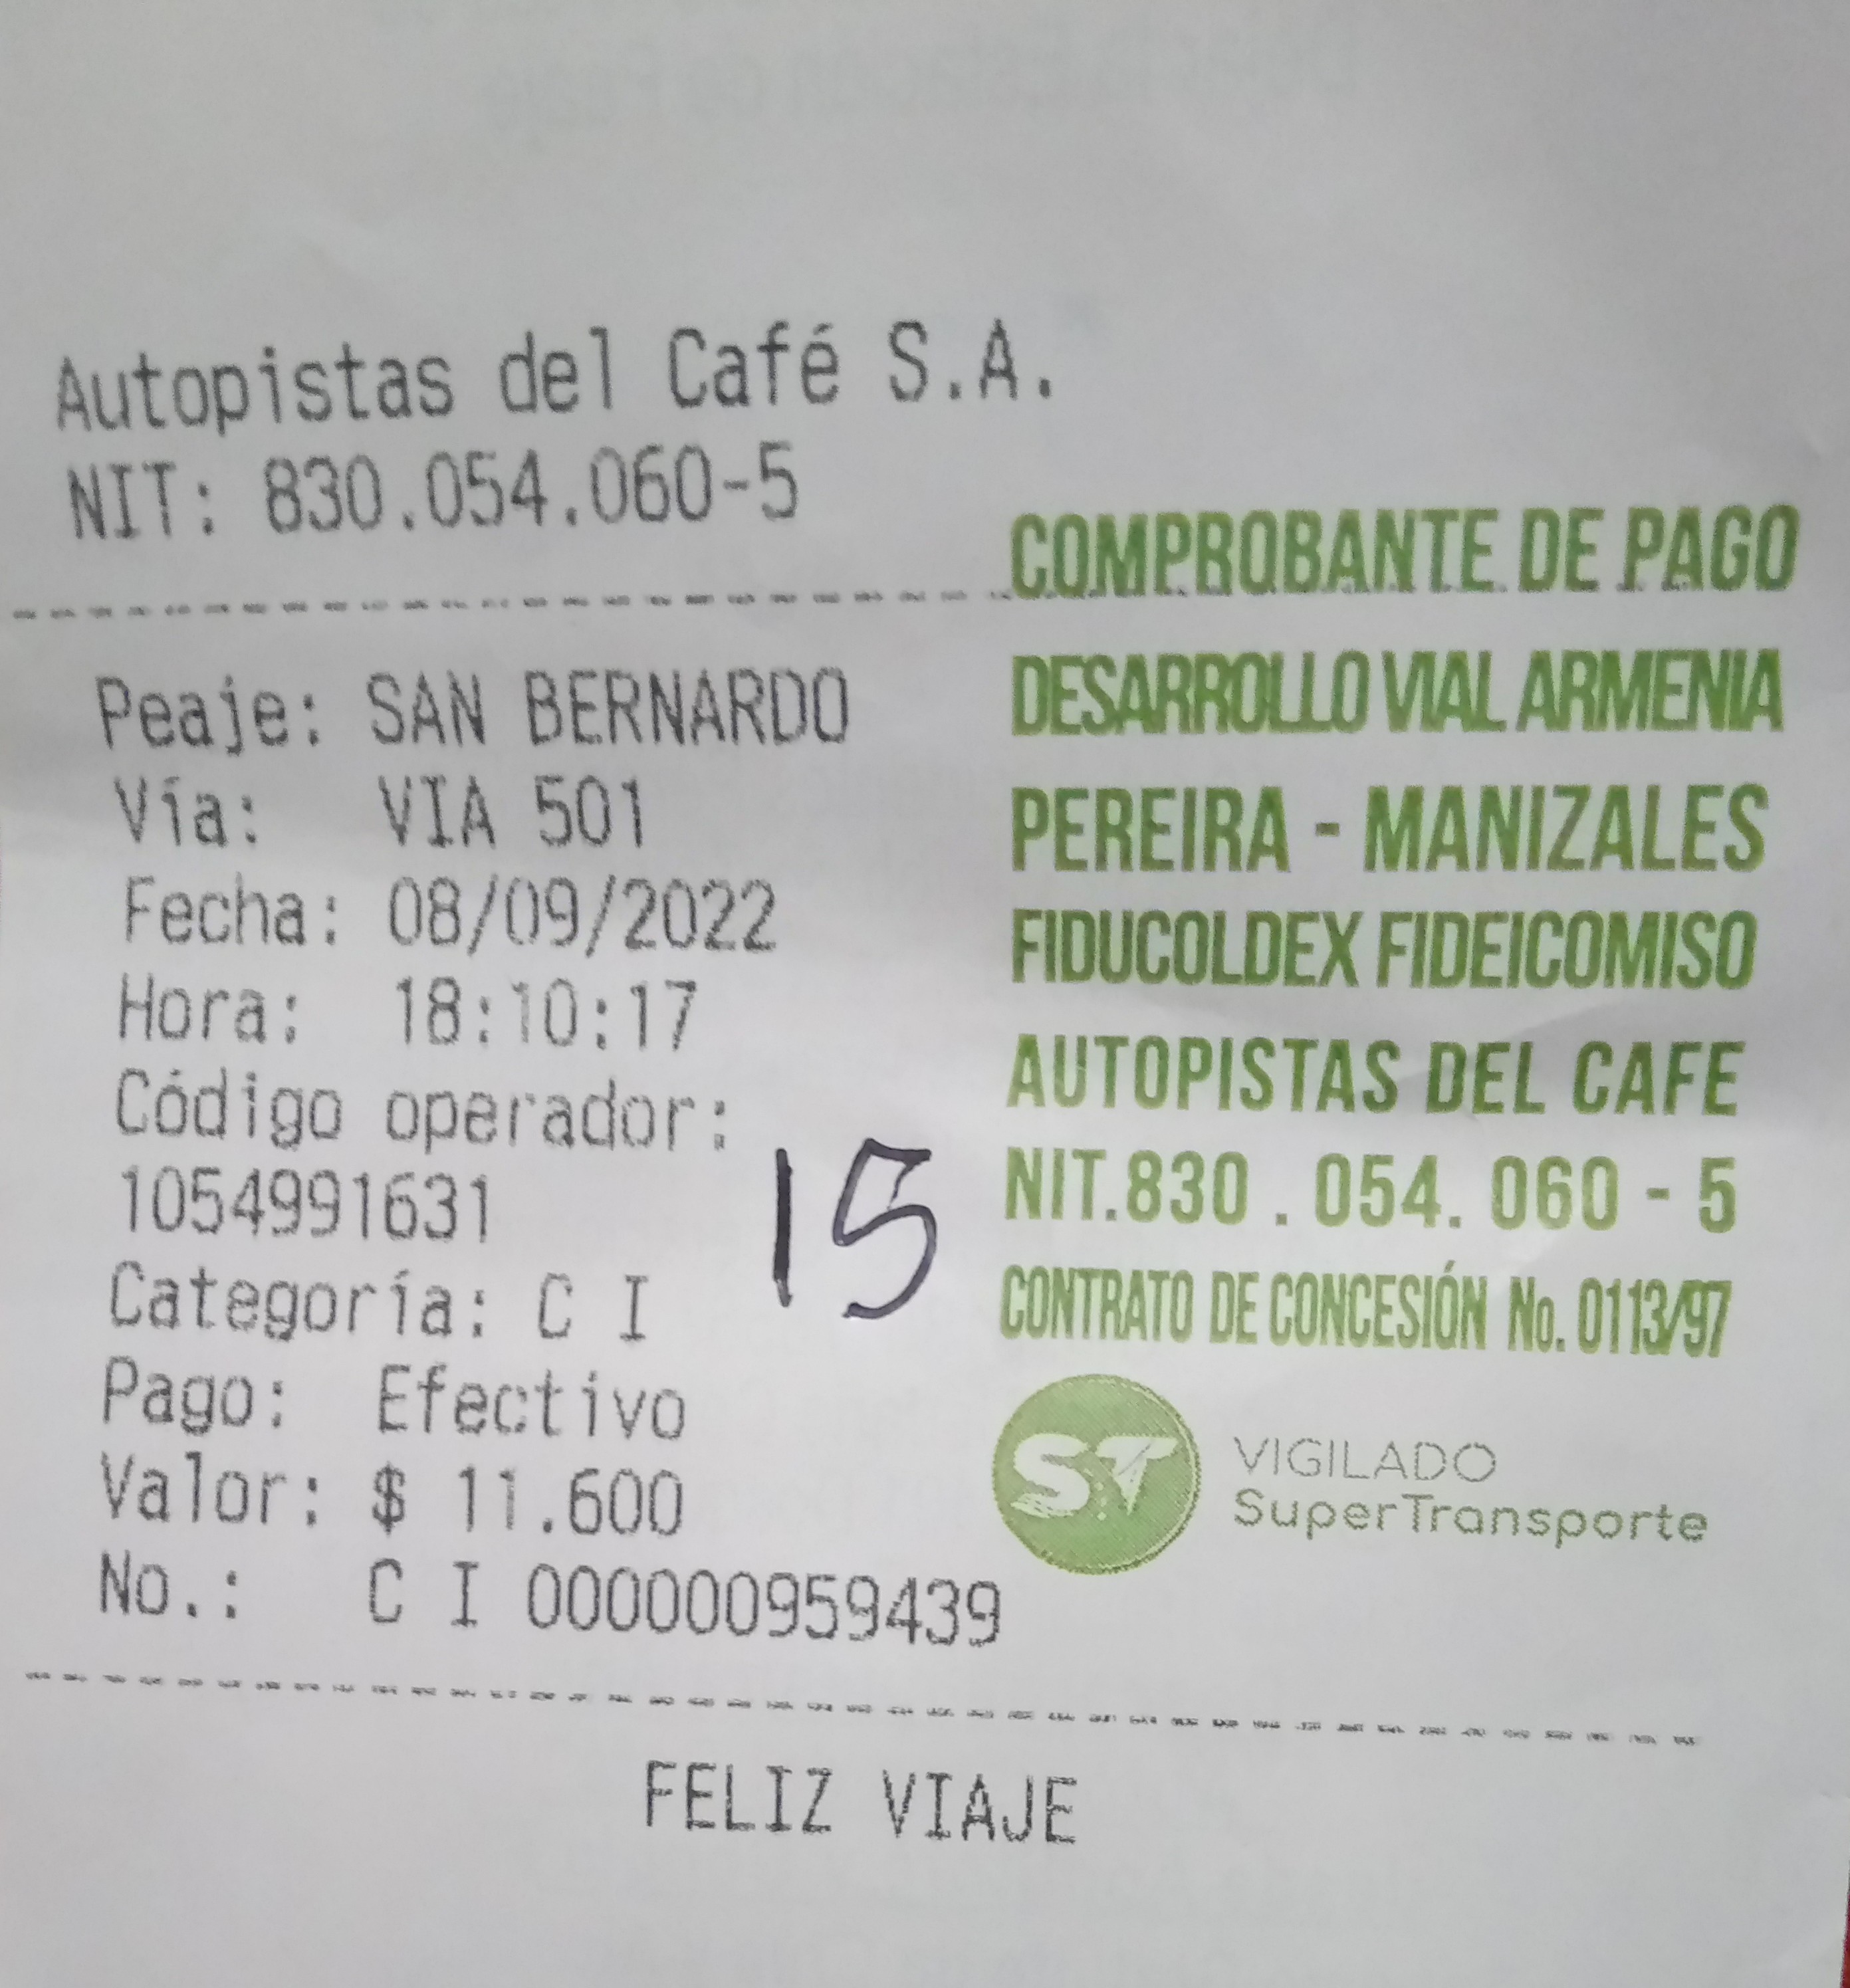 Autopistas del Café S.A.
NIT: 830.054.060-5
Peaje: SAN BERNARDO
Vía: VIA 501
Fecha: 08/09/2022
Hora: 18:10:17
Código operador:
1054991631
Categoría: C I
Pago: Efectivo
Valor: $ 11.600
No.: C I 000000959439
15
COMPROBANTE DE PAGO
DESARROLLO VIAL ARMENIA
PEREIRA - MANIZALES
FIDUCOLDEX FIDEICOMISO
AUTOPISTAS DEL CAFE
NIT.830 . 054. 060 - 5
CONTRATO DE CONCESIÓN No. 0113/97
ST
VIGILADO
SuperTransporte
FELIZ VIAJE